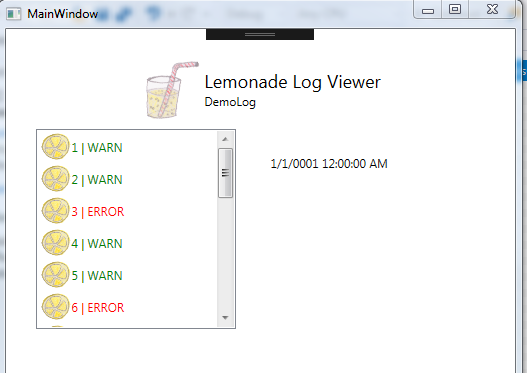 MainWindow
Lemonade Log Viewer
DemoLog
1 | WARN
2 | WARN
3 | ERROR
4 | WARN
5 | WARN
6 | ERROR
1/1/0001 12:00:00 AM